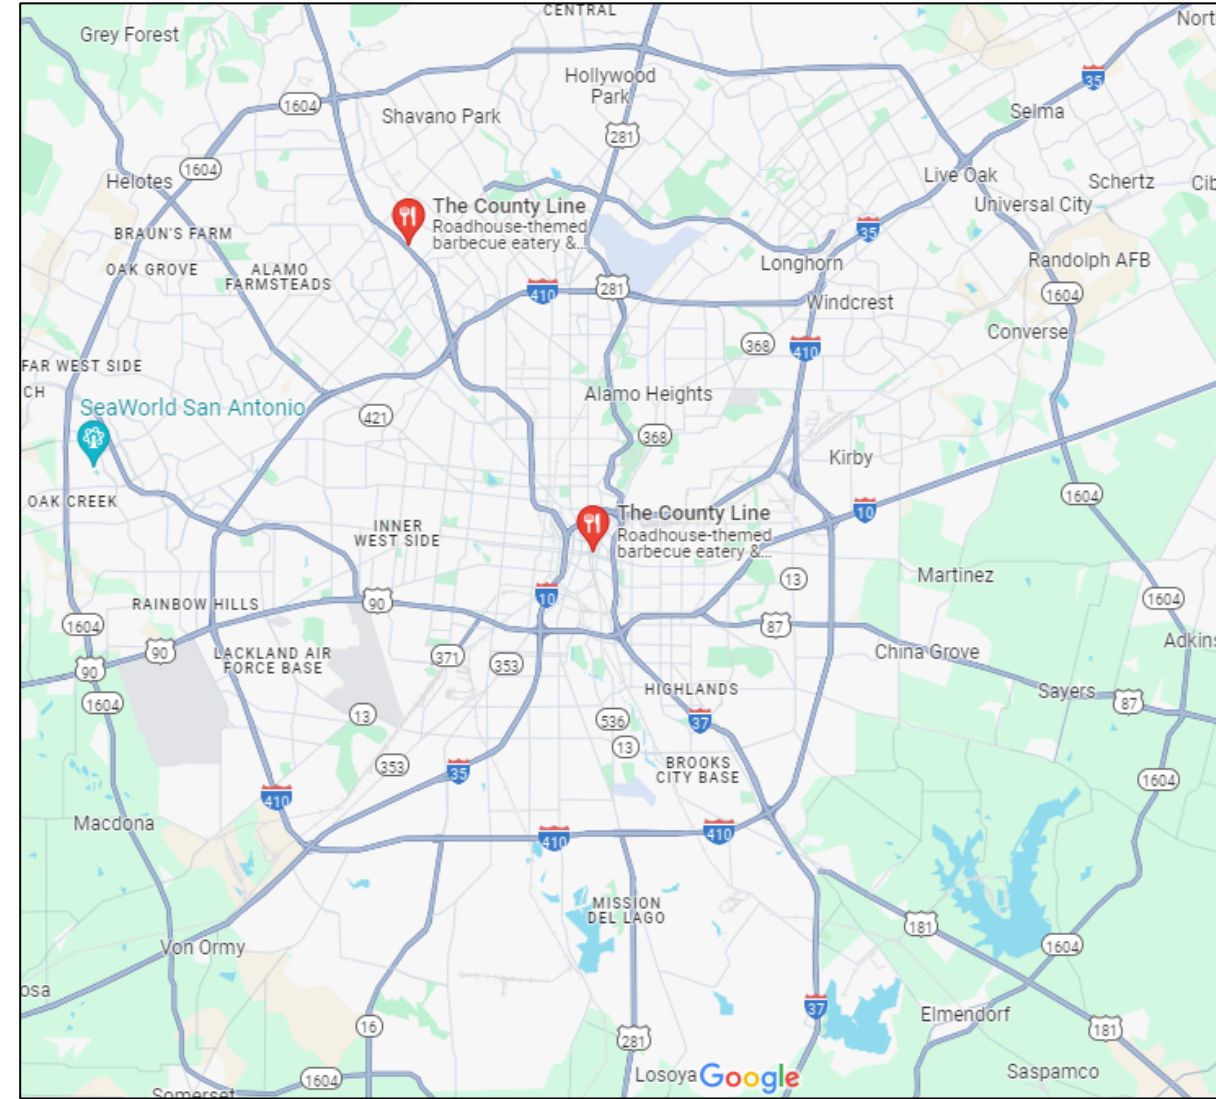 CENTRAL
Nort
Grey Forest
Hollywood
Park
35
1604
Shavano Park
Selma
281
1604
Helotes
Live Oak
Schertz
Cib
The County Line
Roadhouse-themed
barbecue eatery &...
Universal City
BRAUN'S FARM
35
OAK GROVE
ALAMO
FARMSTEADS
Longhorn
Randolph AFB
410
281
1604
Windcrest
Converse
368
410
FAR WEST SIDE
CH
Alamo Heights
SeaWorld San Antonio
421
368
Kirby
OAK CREEK
1604
10
The County Line
Roadhouse-themed
barbecue eatery &...
INNER
WEST SIDE
13
Martinez
10
RAINBOW HILLS
90
1604
1604
87
Adkins
90
LACKLAND AIR
FORCE BASE
371
353
China Grove
90
HIGHLANDS
Sayers
87
1604
13
536
37
13
353
35
BROOKS
CITY BASE
1604
410
Macdona
410
410
MISSION
DEL LAGO
181
Von Ormy
1604
osa
37
Elmendorf
16
181
281
Losoya
Google
Saspamco
1604
Somerset